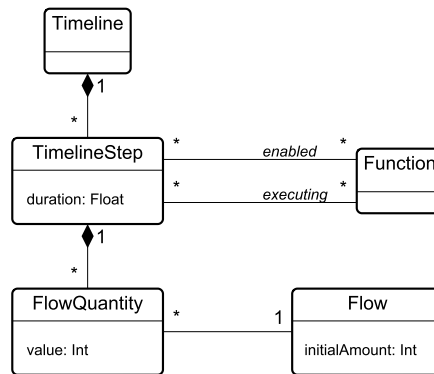 Timeline
1
*
TimelineStep
duration: Float
* enabled *
Function
* executing *
1
*
FlowQuantity
value: Int
* 1
Flow
initialAmount: Int